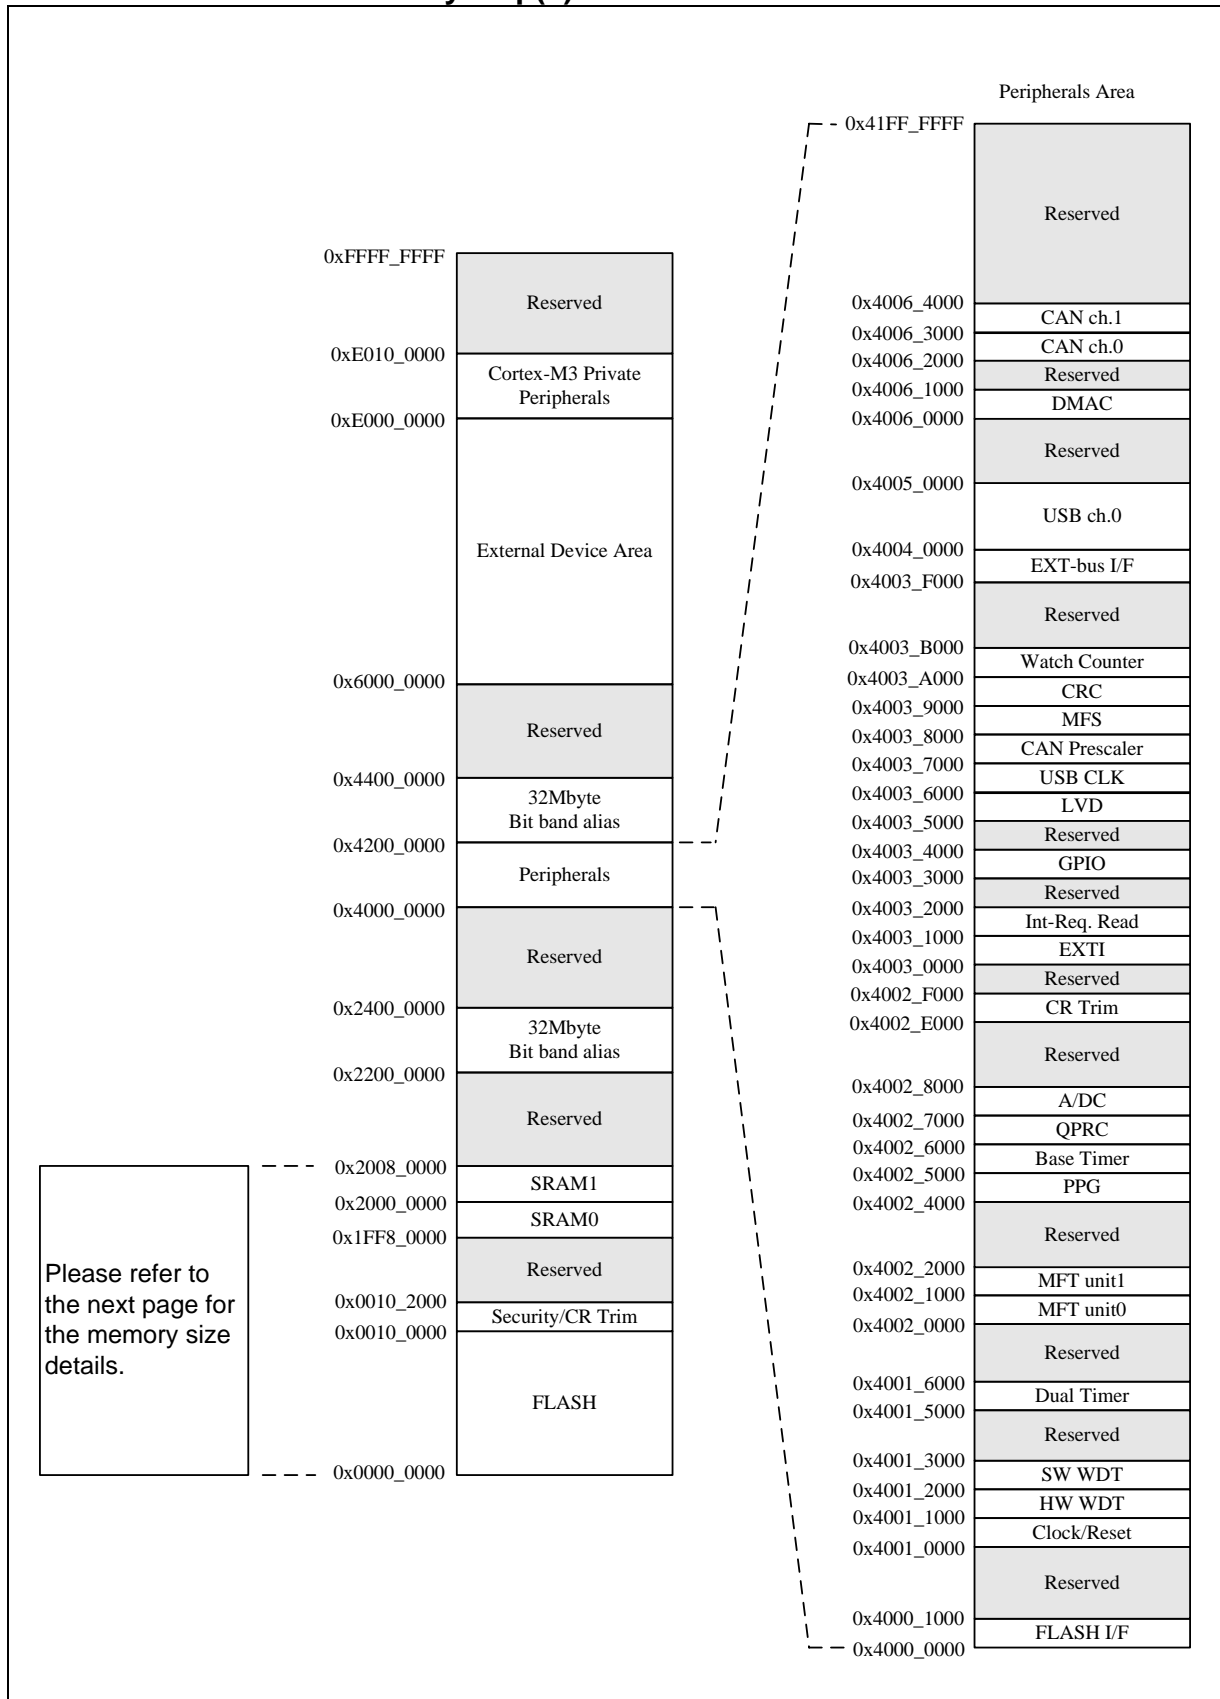 Peripherals Area
0x41FF_FFFF
Reserved
0x4006_4000
CAN ch.1
0x4006_3000
CAN ch.0
0x4006_2000
Reserved
0x4006_1000
DMAC
0x4006_0000
Reserved
0x4005_0000
USB ch.0
0x4004_0000
EXT-bus I/F
0x4003_F000
Reserved
0x4003_B000
Watch Counter
0x4003_A000
CRC
0x4003_9000
MFS
0x4003_8000
CAN Prescaler
0x4003_7000
USB CLK
0x4003_6000
LVD
0x4003_5000
Reserved
0x4003_4000
GPIO
0x4003_3000
Reserved
0x4003_2000
Int-Req. Read
0x4003_1000
EXTI
0x4003_0000
Reserved
0x4002_F000
CR Trim
0x4002_E000
Reserved
0x4002_8000
A/DC
0x4002_7000
QPRC
0x4002_6000
Base Timer
0x4002_5000
PPG
0x4002_4000
Reserved
0x4002_2000
MFT unit1
0x4002_1000
MFT unit0
0x4002_0000
Reserved
0x4001_6000
Dual Timer
0x4001_5000
Reserved
0x4001_3000
SW WDT
0x4001_2000
HW WDT
0x4001_1000
Clock/Reset
0x4001_0000
Reserved
0x4000_1000
FLASH I/F
0x4000_0000
0xFFFF_FFFF
Reserved
0xE010_0000
Cortex-M3 Private
Peripherals
0xE000_0000
External Device Area
0x6000_0000
Reserved
0x4400_0000
32Mbyte
Bit band alias
0x4200_0000
Peripherals
0x4000_0000
Reserved
0x2400_0000
32Mbyte
Bit band alias
0x2200_0000
Reserved
0x2008_0000
SRAM1
0x2000_0000
SRAM0
0x1FF8_0000
Reserved
0x0010_2000
Security/CR Trim
0x0010_0000
FLASH
0x0000_0000
Please refer to
the next page for
the memory size
details.